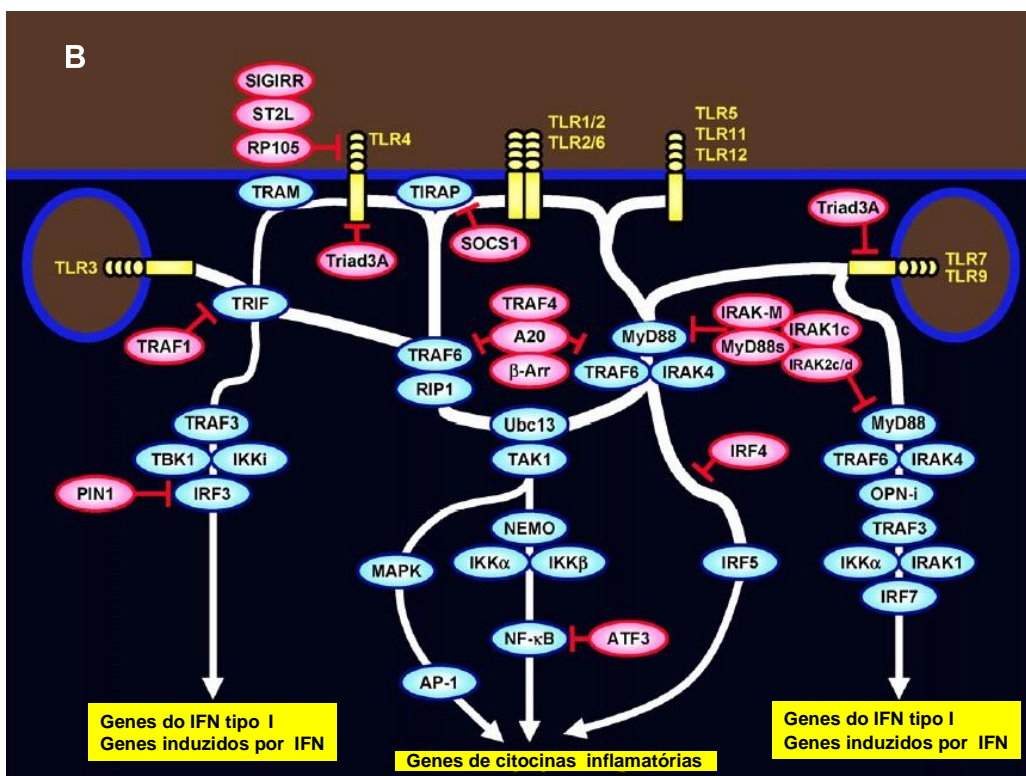 B
SIGIRR
ST2L
RP105
TLR4
TLR1/2
TLR2/6
TLR5
TLR11
TLR12
TRAM
TIRAP
SOCS1
Triad3A
Triad3A
TLR3
TLR7
TLR9
TRIF
TRAF1
TRAF4
A20
β-Arr
TRAF6
RIP1
MyD88
TRAF6
IRAK4
IRAK-M
IRAK1c
MyD88s
IRAK2c/d
TRAF3
TBK1
IKKi
PIN1
IRF3
Ubc13
TAK1
IRF4
MyD88
TRAF6
IRAK4
OPN-i
TRAF3
IKKα
IRAK1
IRF7
NEMO
MAPK
IKKα
IKKβ
IRF5
NF-κB
ATF3
AP-1
Genes do IFN tipo I
Genes induzidos por IFN
Genes de citocinas inflamatórias
Genes do IFN tipo I
Genes induzidos por IFN